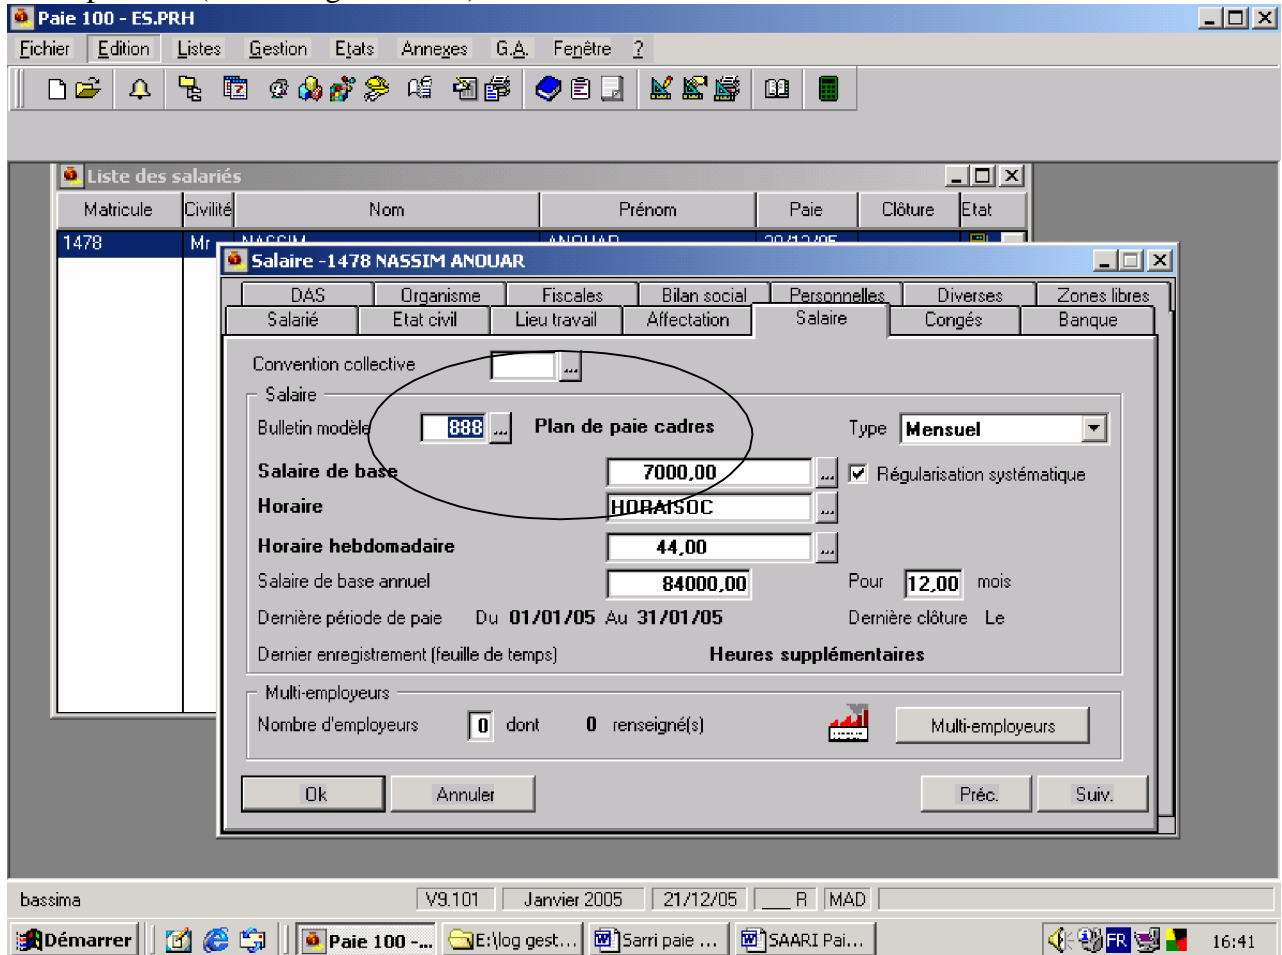 Paie 100 - ES.PRH
Fichier Edition Listes Gestion Etats Annexes G.A. Fenêtre ?
Liste des salariés
Matricule Civilité Nom Prénom Paie Clôture Etat
1478 Mr NASSIM ANOUAR
Salaire -1478 NASSIM ANOUAR
DAS Organisme Fiscales Bilan social Personnelles Diverses Zones libres
Salarié Etat civil Lieu travail Affectation Salaire Congés Banque
Convention collective ...
Salaire
Bulletin modèle 888 ... Plan de paie cadres Type Mensuel
Salaire de base 7000,00 ... Régularisation systématique
Horaire HORAISOC ...
Horaire hebdomadaire 44,00 ...
Salaire de base annuel 84000,00 Pour 12,00 mois
Dernière période de paie Du 01/01/05 Au 31/01/05 Dernière clôture Le
Dernier enregistrement (feuille de temps) Heures supplémentaires
Multi-employeurs
Nombre d'employeurs 0 dont 0 renseigné(s) Multi-employeurs
Ok Annuler Préc. Suiv.
bassima V9.101 Janvier 2005 21/12/05 ___ R MAD
Démarrer Paie 100 -... E:\log gest... Sarri paie ... SAARI Pai... FR 16:41